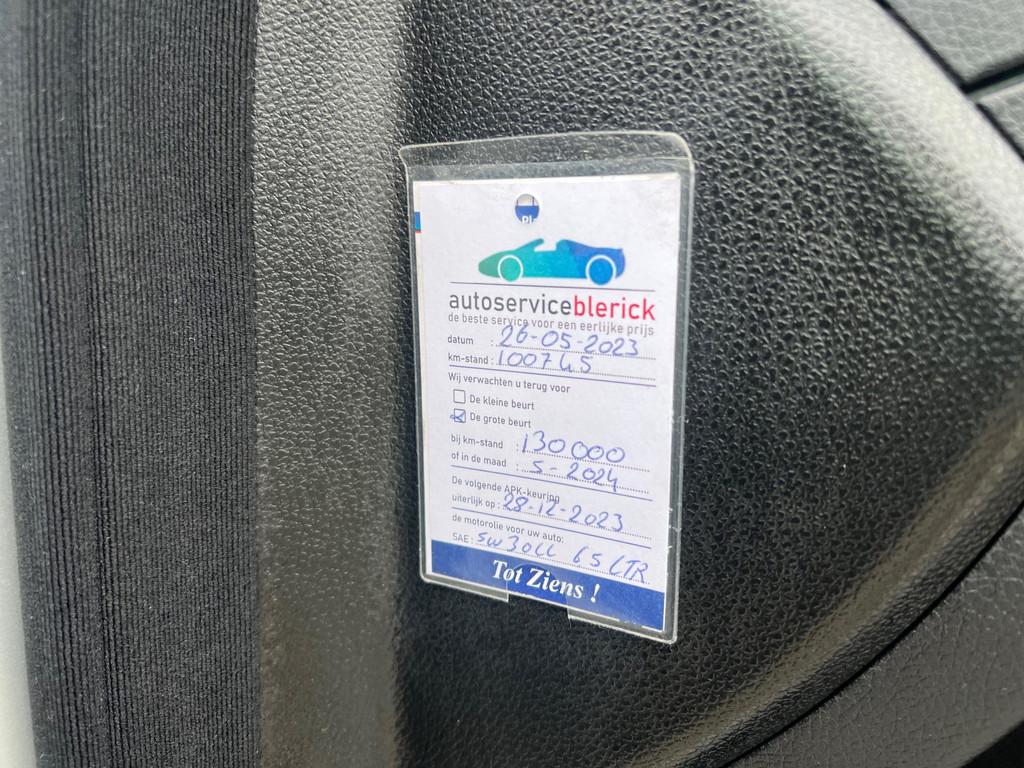 autoserviceblerick
de beste service voor een eerlijke prijs
datum : 26-05-2023
km-stand : 100745
Wij verwachten u terug voor
De kleine beurt
De grote beurt
bij km-stand : 130000
of in de maad : 5-2024
De volgende APK-keuring
uiterlijk op : 28-12-2023
de motorolie voor uw auto:
SAE : 5W30LL 6 5 LTR
Tot Ziens !